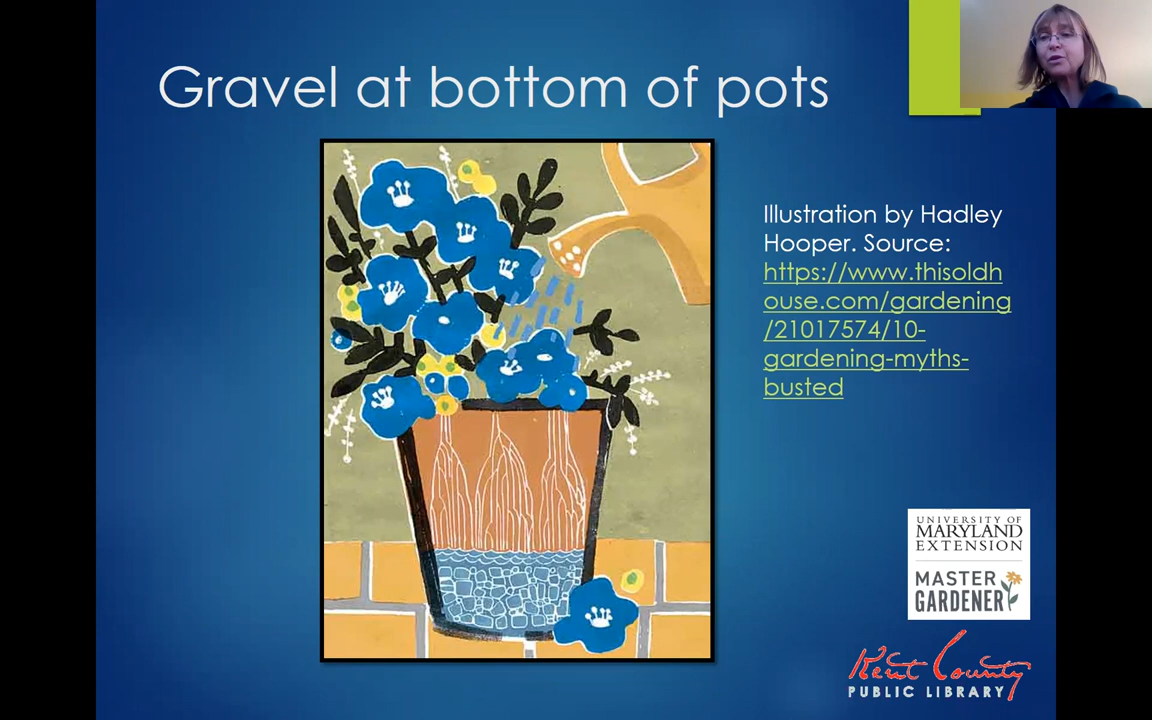 Gravel at bottom of pots
Illustration by Hadley
Hooper. Source:
https://www.thisoldh
ouse.com/gardening
/21017574/10-
gardening-myths-
busted
UNIVERSITY OF
MARYLAND
EXTENSION
MASTER
GARDENER
Kent County
PUBLIC LIBRARY